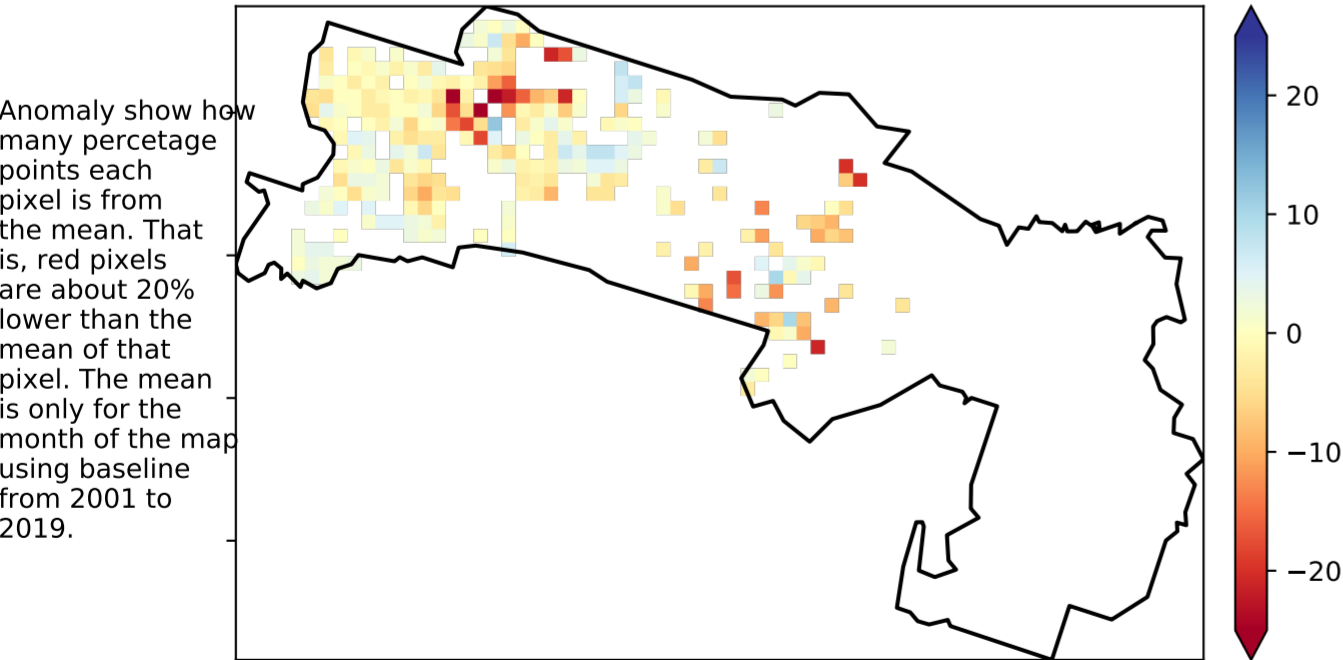 Anomaly show how
many percetage
points each
pixel is from
the mean. That
is, red pixels
are about 20%
lower than the
mean of that
pixel. The mean
is only for the
month of the map
using baseline
from 2001 to
2019.
20
10
0
−10
−20